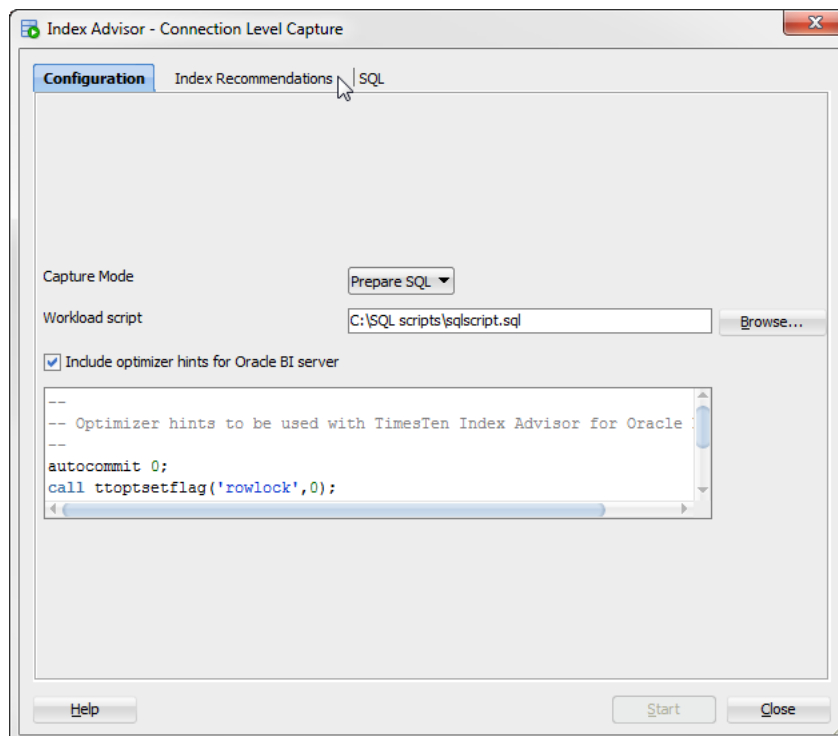 Index Advisor - Connection Level Capture
Configuration Index Recommendations SQL
Capture Mode Prepare SQL
Workload script C:\SQL scripts\sqlscript.sql Browse...
Include optimizer hints for Oracle BI server
--
-- Optimizer hints to be used with TimesTen Index Advisor for Oracle
--
autocommit 0;
call ttoptsetflag('rowlock',0);
Help Start Close